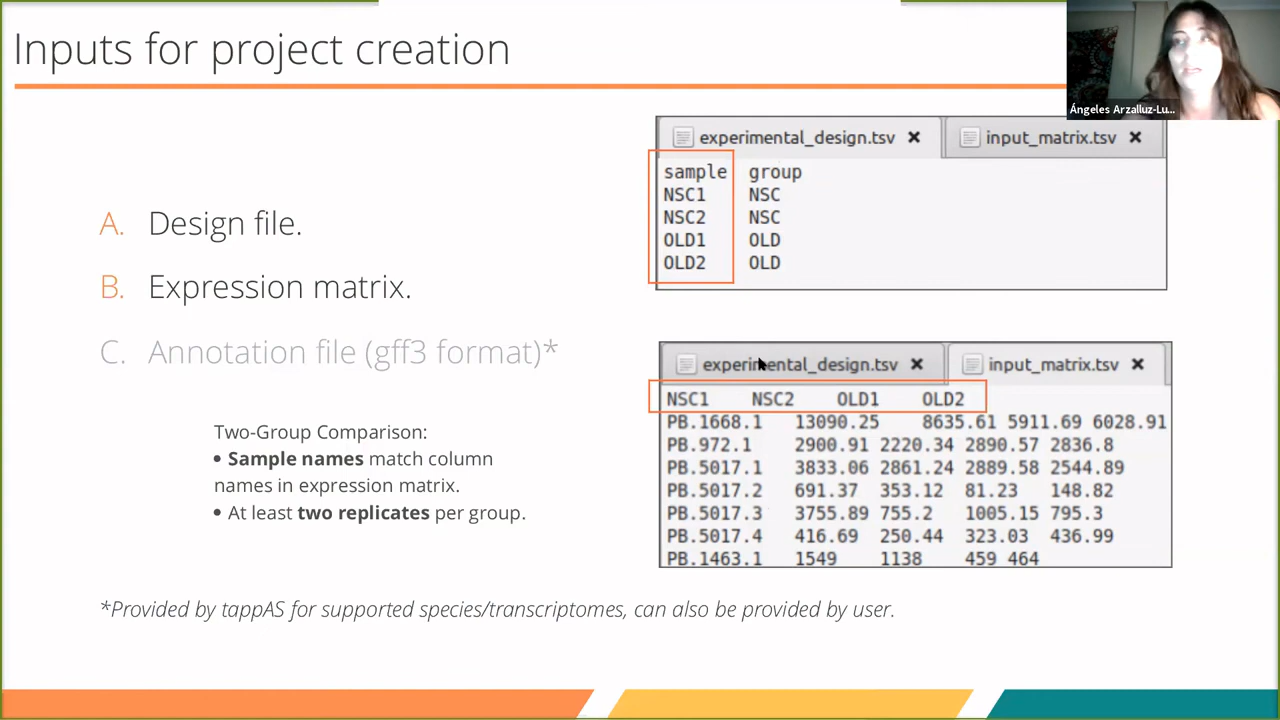 Inputs for project creation
Ángeles Arzalluz-Lu...
A. Design file.
B. Expression matrix.
C. Annotation file (gff3 format)*
Two-Group Comparison:
• Sample names match column
names in expression matrix.
• At least two replicates per group.
experimental_design.tsv × input_matrix.tsv ×
sample group
NSC1 NSC
NSC2 NSC
OLD1 OLD
OLD2 OLD
experimental_design.tsv × input_matrix.tsv ×
NSC1 NSC2 OLD1 OLD2
PB.1668.1 13090.25 8635.61 5911.69 6028.91
PB.972.1 2900.91 2220.34 2890.57 2836.8
PB.5017.1 3833.06 2861.24 2889.58 2544.89
PB.5017.2 691.37 353.12 81.23 148.82
PB.5017.3 3755.89 755.2 1005.15 795.3
PB.5017.4 416.69 250.44 323.03 436.99
PB.1463.1 1549 1138 459 464
*Provided by tappAS for supported species/transcriptomes, can also be provided by user.